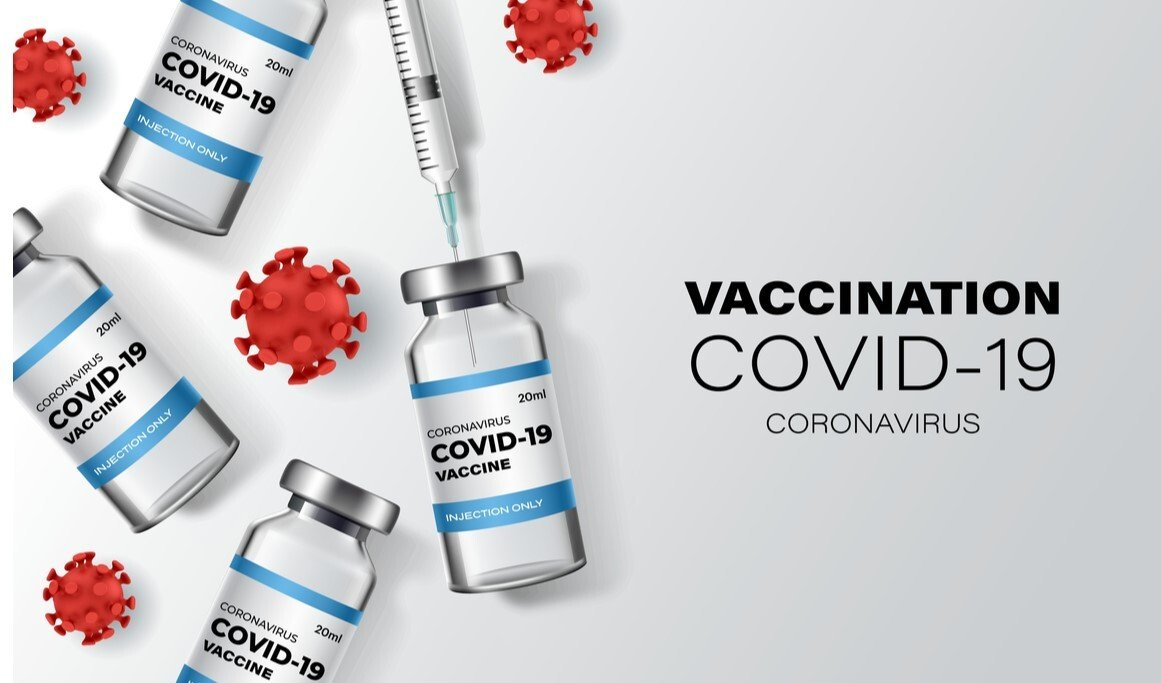 CORONAVIRUS
20ml
COVID-19
VACCINE
INJECTION ONLY
20ml
CORONAVIRUS
COVID-19
VACCINE
INJECTION ONLY
20ml
CORONAVIRUS
COVID-19
VACCINE
INJECTION ONLY
CORONAVIRUS
20ml
COVID-19
VACCINE
VACCINATION
COVID-19
CORONAVIRUS